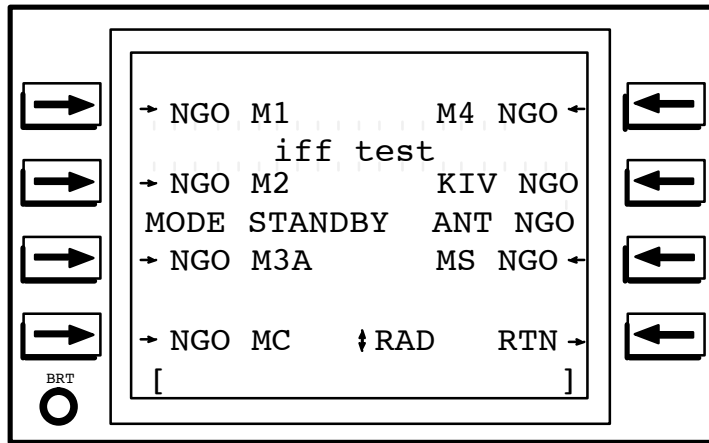 → NGO M1 M4 NGO ←
iff test
→ NGO M2 KIV NGO
MODE STANDBY ANT NGO
→ NGO M3A MS NGO ←
→ NGO MC ↕ RAD RTN →
[ ]
BRT